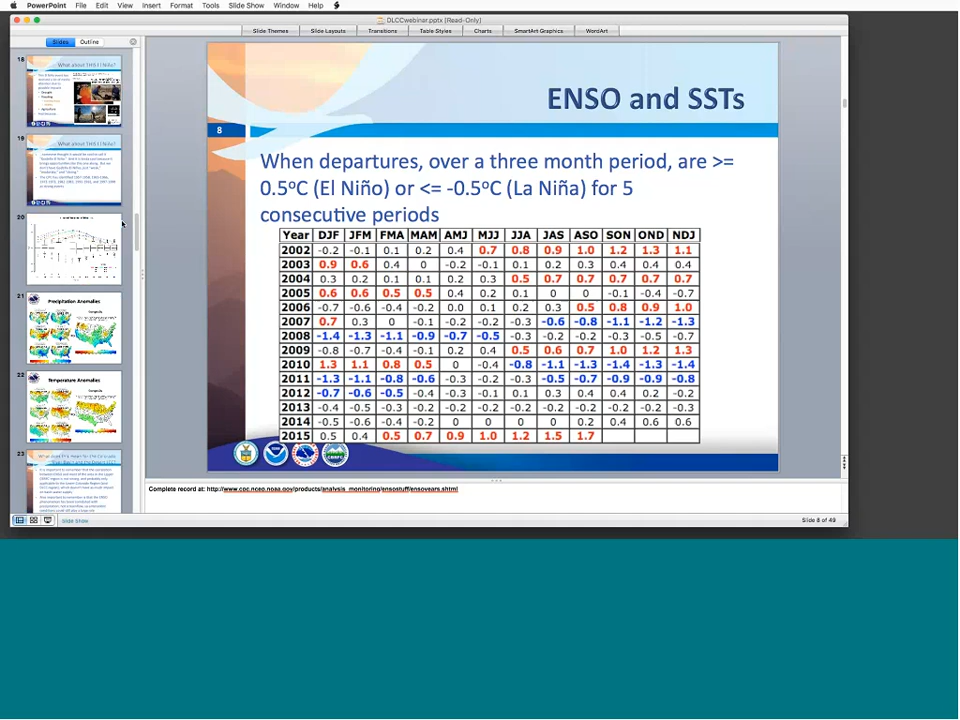 PowerPoint File Edit View Insert Format Tools Slide Show Window Help
DLCCwebinar.pptx [Read-Only]
Slide Themes Slide Layouts Transitions Table Styles Charts SmartArt Graphics WordArt
Slides Outline
18
What about THIS El Niño?
19
What about THIS El Niño?
20
21
Precipitation Anomalies
22
Temperature Anomalies
23
ENSO and SSTs
8
When departures, over a three month period, are >=
0.5ºC (El Niño) or <= -0.5ºC (La Niña) for 5
consecutive periods
Year DJF JFM FMA MAM AMJ MJJ JJA JAS ASO SON OND NDJ
2002 -0.2 -0.1 0.1 0.2 0.4 0.7 0.8 0.9 1.0 1.2 1.3 1.1
2003 0.9 0.6 0.4 0 -0.2 -0.1 0.1 0.2 0.3 0.4 0.4 0.4
2004 0.3 0.2 0.1 0.1 0.2 0.3 0.5 0.7 0.7 0.7 0.7 0.7
2005 0.6 0.6 0.5 0.5 0.4 0.2 0.1 0 0 -0.1 -0.4 -0.7
2006 -0.7 -0.6 -0.4 -0.2 0.0 0.1 0.2 0.3 0.5 0.8 0.9 1.0
2007 0.7 0.3 0 -0.1 -0.2 -0.2 -0.3 -0.6 -0.8 -1.1 -1.2 -1.3
2008 -1.4 -1.3 -1.1 -0.9 -0.7 -0.5 -0.3 -0.2 -0.2 -0.3 -0.5 -0.7
2009 -0.8 -0.7 -0.4 -0.1 0.2 0.4 0.5 0.6 0.7 1.0 1.2 1.3
2010 1.3 1.1 0.8 0.5 0 -0.4 -0.8 -1.1 -1.3 -1.4 -1.3 -1.4
2011 -1.3 -1.1 -0.8 -0.6 -0.3 -0.2 -0.3 -0.5 -0.7 -0.9 -0.9 -0.8
2012 -0.7 -0.6 -0.5 -0.4 -0.3 -0.1 0.1 0.3 0.4 0.4 0.2 -0.2
2013 -0.4 -0.5 -0.3 -0.2 -0.2 -0.2 -0.2 -0.2 -0.2 -0.2 -0.2 -0.3
2014 -0.5 -0.6 -0.4 -0.2 0 0 0 0 0.2 0.4 0.6 0.6
2015 0.5 0.4 0.5 0.7 0.9 1.0 1.2 1.5 1.7
Complete record at: http://www.cpc.ncep.noaa.gov/products/analysis_monitoring/ensostuff/ensoyears.shtml
Slide Show
Slide 8 of 49